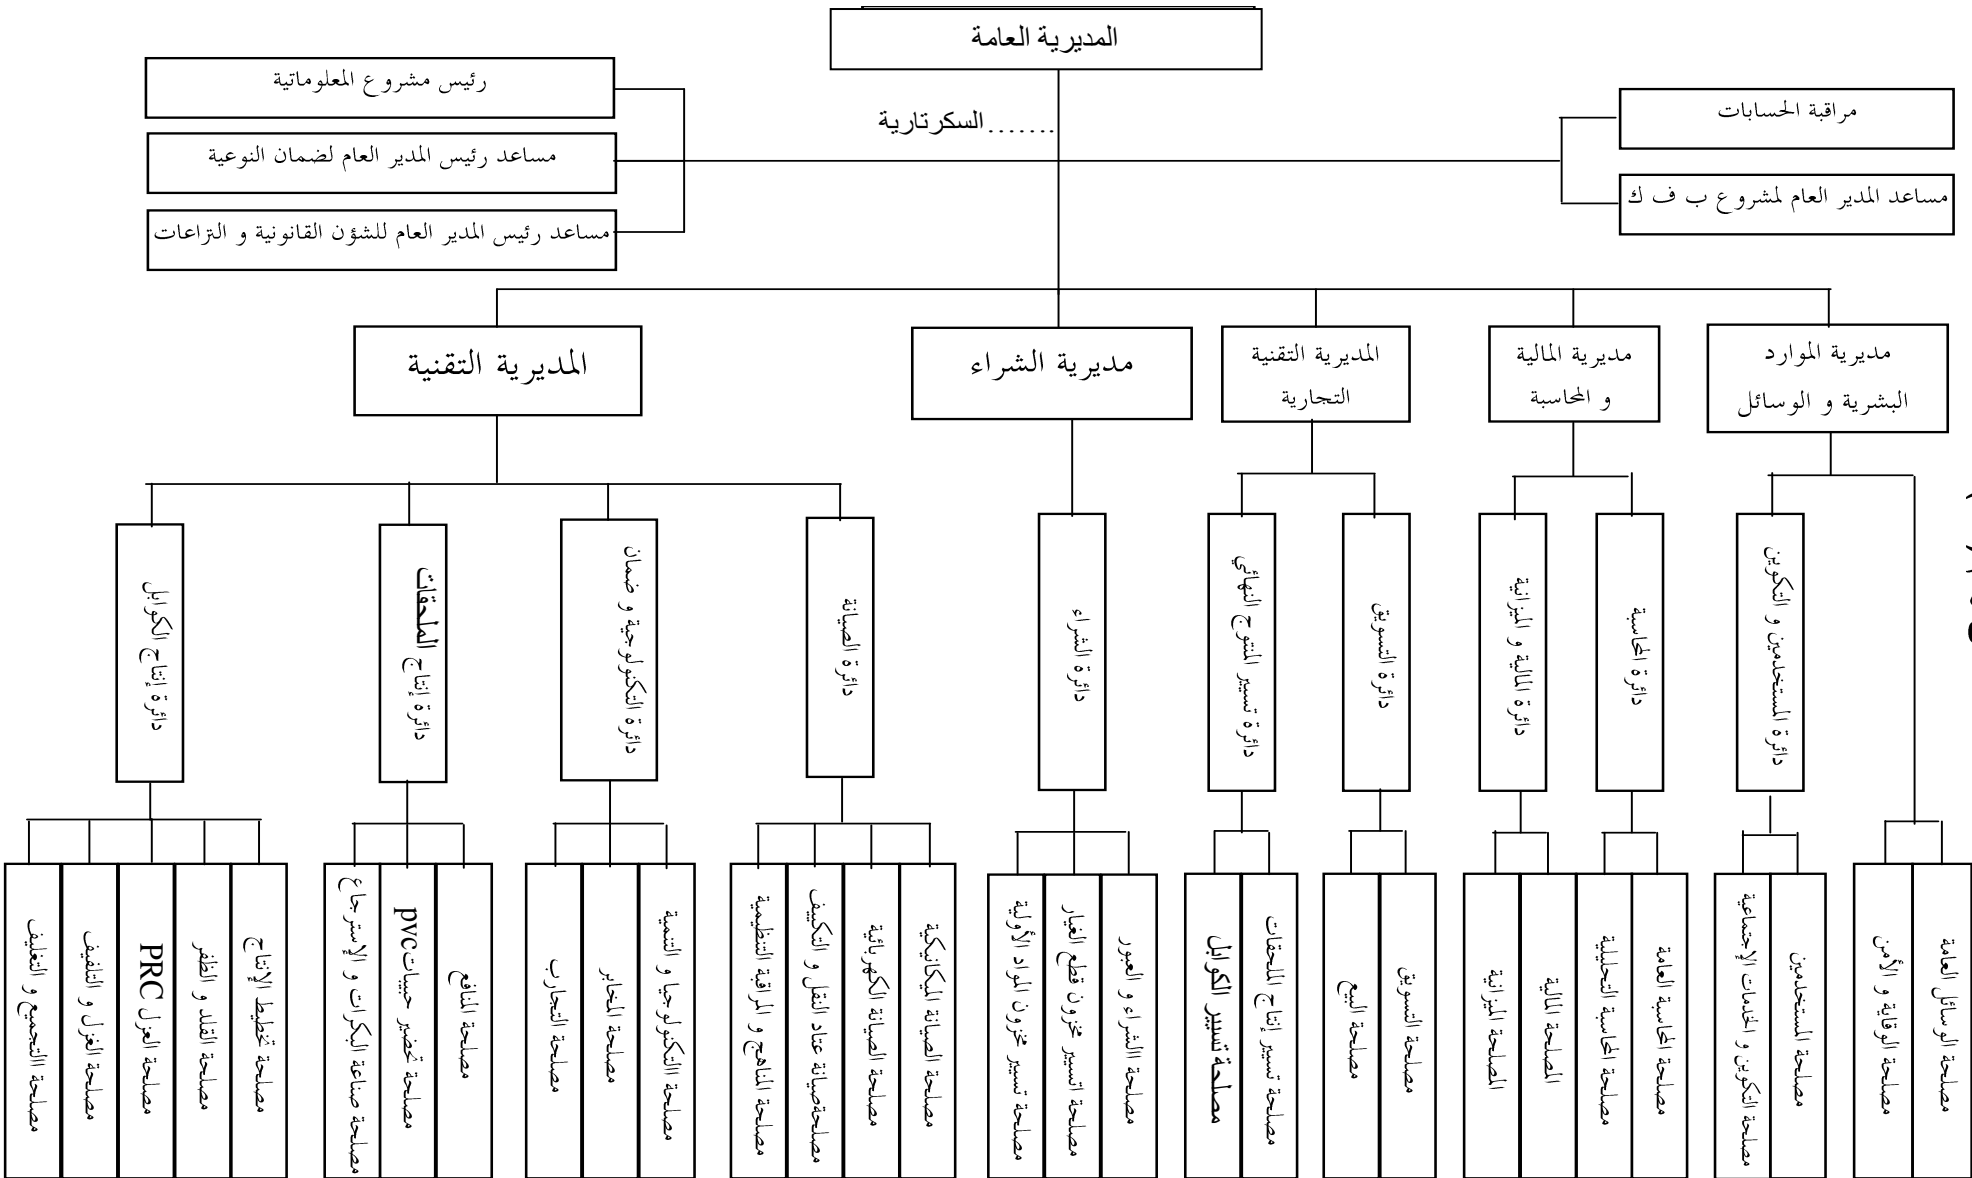 المديرية العامة
السكرتارية.......
مراقبة الحسابات
مساعد المدير العام لمشروع ب ف ك
رئيس مشروع المعلوماتية
مساعد رئيس المدير العام لضمان النوعية
مساعد رئيس المدير العام للشؤن القانونية و التراعات
مديرية الموارد
البشرية و الوسائل
مديرية المالية
و المحاسبة
المديرية التقنية
التجارية
مديرية الشراء
المديرية التقنية
دائرة المستخدمين و التكوين
دائرة المحاسبة
دائرة المالية و الميزانية
دائرة التسويق
دائرة تسيير المنتوج النهائي
دائرة الشراء
دائرة الصيانة
دائرة التكنولوجية و ضمان
دائرة إنتاج الملحقات
دائرة إنتاج الكوابل
مصلحة الوسائل العامة
مصلحة الوقاية و الأمن
مصلحة المستخدمين
مصلحة التكوين و الخدمات الإجتماعية
مصلحة المحاسبة العامة
مصلحة المحاسبة التحليلية
المصلحة المالية
المصلحة الميزانية
مصلحة التسويق
مصلحة البيع
مصلحة تسيير إنتاج الملحقات
مصلحة تسيير الكوابل
مصلحة االشراء و العبور
مصلحة اتسيير مخزون قطع الغيار
مصلحة تسيير مخزون المواد الأولية
مصلحة الصيانة الميكانيكية
مصلحة الصيانة الكهربائية
مصلحةصيانة عتاد النقل و التكييف
مصلحة المناهج و المراقبة التنظيمية
مصلحة االتكنولوجيا و التنمية
مصلحة المخابر
مصلحة التجارب
مصلحة المنافع
مصلحة تحضير حبيبات pvc
مصلحة صناعة البكرات و الإسترجاع
مصلحة تخطيط الإنتاج
مصلحة القلد و الظفر
مصلحة العزل PRC
مصلحة الغزل و التلفيف
مصلحة االتجميع و التغليف